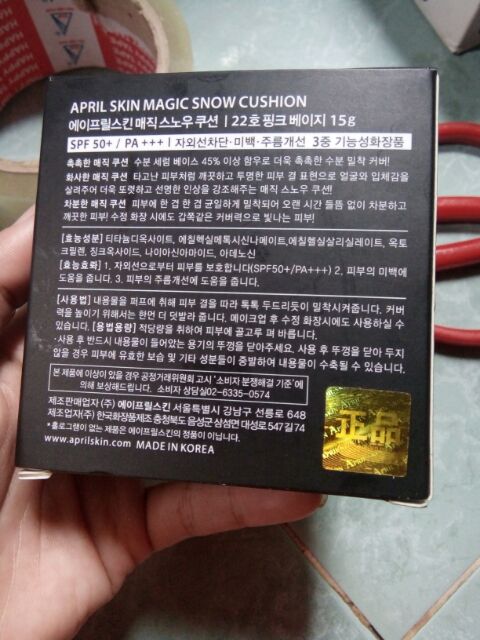 APRIL SKIN MAGIC SNOW CUSHION
에이프릴스킨 매직 스노우 쿠션 | 22호 핑크 베이지 15g
SPF 50+ / PA +++ | 자외선차단·미백·주름개선 3중 기능성화장품
촉촉한 매직 쿠션 수분 세럼 베이스 45% 이상 함유로 더욱 촉촉한 수분 밀착 커버!
화사한 매직 쿠션 타고난 피부처럼 깨끗하고 투명한 피부 결 표현으로 얼굴와 입체감을
살려주어 더욱 또렷하고 선명한 인상을 강조해주는 매직 스노우 쿠션!
차분한 매직 쿠션 피부에 한 겹 한 겹 균일하게 밀착되어 오랜 시간 들뜸 없이 차분하고
깨끗한 피부! 수정 화장 시에도 감쪽같은 커버력으로 빛나는 피부!
[효능성분] 티타늄디옥사이드, 에칠헥실메톡시신나메이트,에칠헬실살리실레이트, 옥토
크릴렌, 징크옥사이드, 나이아신아마이드, 아데노신
[효능효과] 1. 자외선으로부터 피부를 보호합니다(SPF50+/PA+++) 2. 피부의 미백에
도움을 줍니다. 3. 피부의 주름개선에 도움을 줍니다.
[사용법] 내용물을 퍼프에 취해 피부 결을 따라 톡톡 두드리듯이 밀착시켜줍니다. 커버
력을 높이기 위해서는 한면 더 덧발라 줍니다. 메이크업 후 수정 화장시에도 사용하실 수
있습니다. [용법용량] 적당량을 취하여 피부에 골고루 펴 바릅니다.
·사용 후 반드시 내용물이 들어있는 용기의 뚜껑을 닫아주세요. 사용 후 뚜껑을 닫아 두지
않을 경우 피부에 유효한 보습 및 기타 성분들이 증발하여 내용물이 수축될 수 있습니다.
본 제품에 이상이 있을 경우 공정거래위원회 고시 '소비자 분쟁해결 기준'에
의해 보상해드립니다. 소비자 상담실02-6335-0574
제조판매업자 (주) 에이프릴스킨 서울특별시 강남구 선릉로 648
제조업자(주) 한국화장품제조 충청북도 음성군 삼성면 대성로 547길 74
*홀로그램이 없는 제품은 에이프릴스킨의 정품이 아닙니다.
www.aprilskin.com MADE IN KOREA
正品